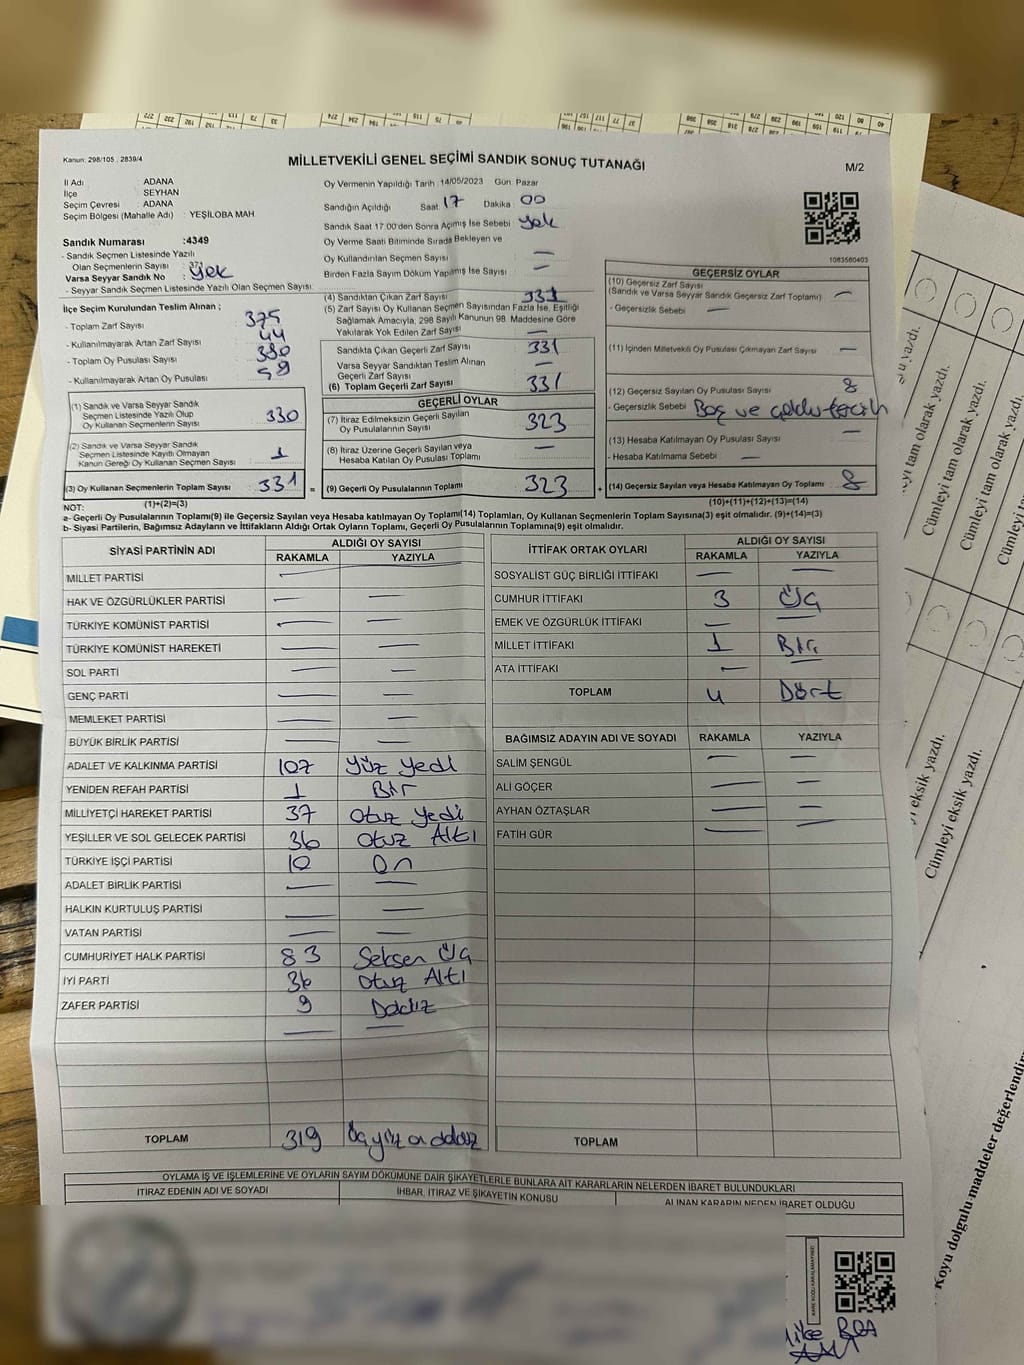 Kanun: 298/105 , 2839/4
MİLLETVEKİLİ GENEL SEÇİMİ SANDIK SONUÇ TUTANAĞI
M/2
İl Adı ADANA
İlçe SEYHAN
Seçim Çevresi ADANA
Seçim Bölgesi (Mahalle Adı) : YEŞİLOBA MAH
Sandık Numarası :4349
- Sandık Seçmen Listesinde Yazılı
Olan Seçmenlerin Sayısı : 371
Varsa Seyyar Sandık No : Yok
- Seyyar Sandık Seçmen Listesinde Yazılı Olan Seçmen Sayısı:
Oy Vermenin Yapıldığı Tarih :14/05/2023 Gün: Pazar
Sandığın Açıldığı Saat 17 Dakika : 00
Sandık Saat 17:00'den Sonra Açımış İse Sebebi : Yok
Oy Verme Saati Bitiminde Sırada Bekleyen ve
Oy Kullandırılan Seçmen Sayısı —
Birden Fazla Sayım Döküm Yapılmış İse Sayısı —
1083580403
İlçe Seçim Kurulundan Teslim Alınan ;
- Toplam Zarf Sayısı 375
- Kullanılmayarak Artan Zarf Sayısı 44
- Toplam Oy Pusulası Sayısı
- Kullanılmayarak Artan Oy Pusulası
(1) Sandık ve Varsa Seyyar Sandık
Seçmen Listesinde Yazılı Olup
Oy Kullanan Seçmenlerin Sayısı 330
(2) Sandık ve Varsa Seyyar Sandık
Seçmen Listesinde Kayıtlı Olmayan
Kanun Gereği Oy Kullanan Seçmen Sayısı 1
(3) Oy Kullanan Seçmenlerin Toplam Sayısı 331 =
(1)+(2)=(3)
(4) Sandıktan Çıkan Zarf Sayısı 331
(5) Zarf Sayısı Oy Kullanan Seçmen Sayısından Fazla İse, Eşitliği
Sağlamak Amacıyla, 298 Sayılı Kanunun 98. Maddesine Göre
Yakılarak Yok Edilen Zarf Sayısı —
Sandıkta Çıkan Geçerli Zarf Sayısı 331
Varsa Seyyar Sandıktan Teslim Alınan
Geçerli Zarf Sayısı —
(6) Toplam Geçerli Zarf Sayısı 331
GEÇERLİ OYLAR
(7) İtiraz Edilmeksizin Geçerli Sayılan
Oy Pusulalarının Sayısı 323
(8) İtiraz Üzerine Geçerli Sayılan veya
Hesaba Katılan Oy Pusulası Toplamı —
(9) Geçerli Oy Pusulalarının Toplamı 323 +
GEÇERSİZ OYLAR
(10) Geçersiz Zarf Sayısı
(Sandık ve Varsa Seyyar Sandık Geçersiz Zarf Toplamı) —
- Geçersizlik Sebebi : —
(11) İçinden Milletvekili Oy Pusulası Çıkmayan Zarf Sayısı —
(12) Geçersiz Sayılan Oy Pusulası Sayısı 8
- Geçersizlik Sebebi : Boş ve
(13) Hesaba Katılmayan Oy Pusulası Sayısı —
- Hesaba Katılmama Sebebi : —
(14) Geçersiz Sayılan veya Hesaba Katılmayan Oy Toplamı 8
(10)+(11)+(12)+(13)=(14)
NOT:
a- Geçerli Oy Pusulalarının Toplamı(9) ile Geçersiz Sayılan veya Hesaba katılmayan Oy Toplamı(14) Toplamları, Oy Kullanan Seçmenlerin Toplam Sayısına(3) eşit olmalıdır. (9)+(14)=(3)
b- Siyasi Partilerin, Bağımsız Adayların ve İttifakların Aldığı Ortak Oyların Toplamı, Geçerli Oy Pusulalarının Toplamına(9) eşit olmalıdır.
SİYASİ PARTİNİN ADI
ALDIĞI OY SAYISI
RAKAMLA YAZIYLA
MİLLET PARTİSİ —
HAK VE ÖZGÜRLÜKLER PARTİSİ — —
TÜRKİYE KOMÜNİST PARTİSİ — —
TÜRKİYE KOMÜNİST HAREKETİ — —
SOL PARTİ — —
GENÇ PARTİ — —
MEMLEKET PARTİSİ — —
BÜYÜK BİRLİK PARTİSİ — —
ADALET VE KALKINMA PARTİSİ 107 Yüz Yedi
YENİDEN REFAH PARTİSİ 1 Bir
MİLLİYETÇİ HAREKET PARTİSİ 37 Otuz Yedi
YEŞİLLER VE SOL GELECEK PARTİSİ 36 Otuz Altı
TÜRKİYE İŞÇİ PARTİSİ 10 On
ADALET BİRLİK PARTİSİ — —
HALKIN KURTULUŞ PARTİSİ — —
VATAN PARTİSİ — —
CUMHURİYET HALK PARTİSİ 83 Seksen Üç
İYİ PARTİ 36 Otuz Altı
ZAFER PARTİSİ 9 Dokuz
TOPLAM 319 Üçyüz on dokuz
İTTİFAK ORTAK OYLARI
ALDIĞI OY SAYISI
RAKAMLA YAZIYLA
SOSYALİST GÜÇ BİRLİĞİ İTTİFAKI — —
CUMHUR İTTİFAKI 3 Üç
EMEK VE ÖZGÜRLÜK İTTİFAKI — —
MİLLET İTTİFAKI 1 Bir
ATA İTTİFAKI — —
TOPLAM 4 Dört
BAĞIMSIZ ADAYIN ADI VE SOYADI RAKAMLA YAZIYLA
SALİM ŞENGÜL — —
ALİ GÖÇER — —
AYHAN ÖZTAŞLAR — —
FATİH GÜR — —
TOPLAM
OYLAMA İŞ VE İŞLEMLERİNE VE OYLARIN SAYIM DÖKÜMÜNE DAİR ŞİKAYETLERLE BUNLARA AİT KARARLARIN NELERDEN İBARET BULUNDUKLARI
İTİRAZ EDENİN ADI VE SOYADI
İHBAR, İTİRAZ VE ŞİKAYETİN KONUSU
ALINAN KARARIN NEDEN İBARET OLDUĞU
Cümleyi tam olarak yazdı.
Cümleyi tam olarak yazdı.
Cümleyi eksik yazdı.
Cümleyi eksik yazdı.
Koyu dolgulu maddeler